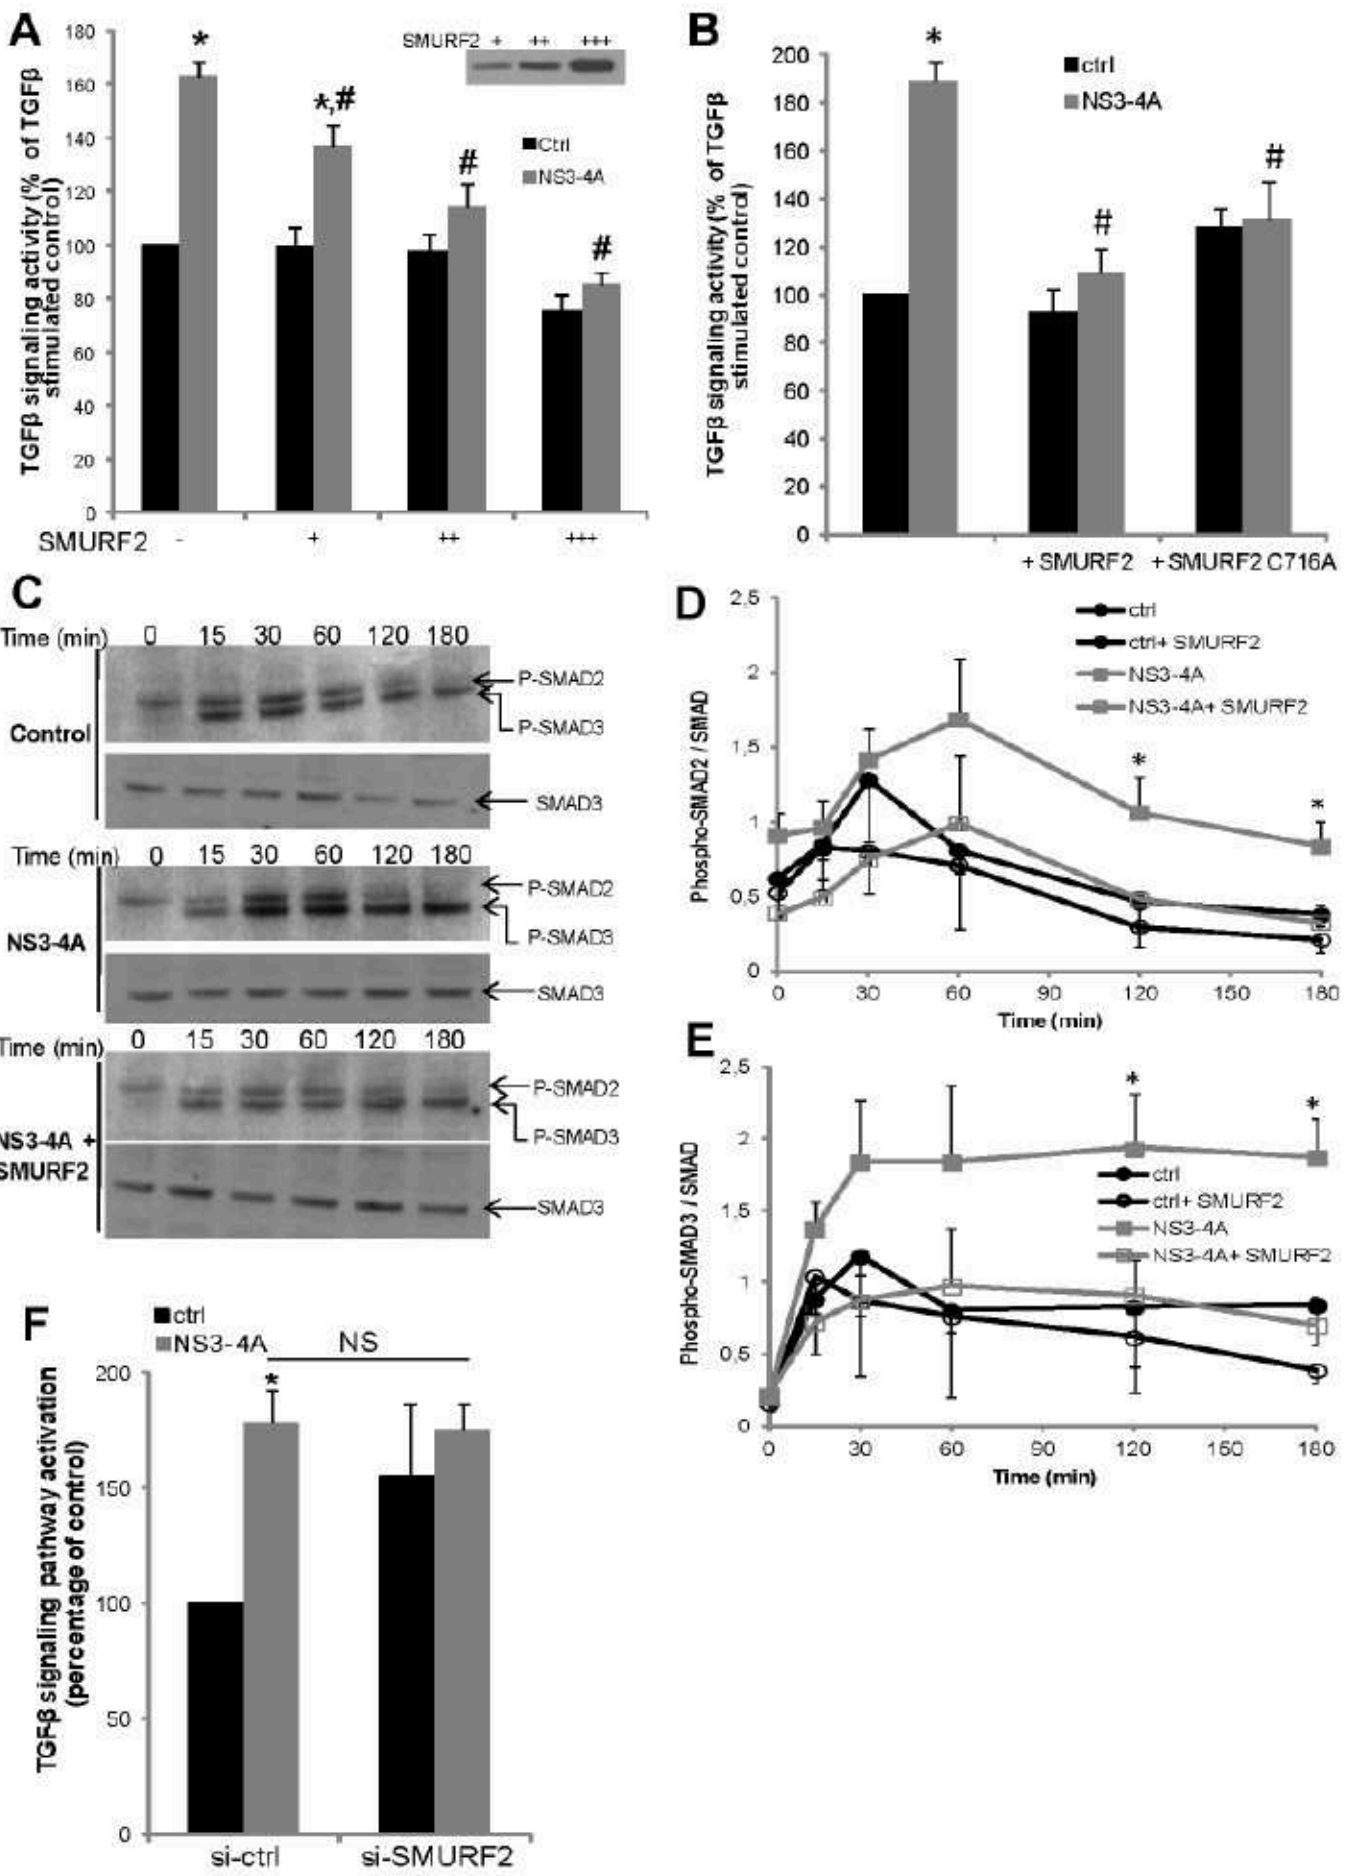 A
180
160
140
120
100
80
60
40
20
0
TGFβ signaling activity (% of TGFβ
stimulated control)
*
*,#
#
#
SMURF2 + ++ +++
Ctrl
NS3-4A
SMURF2 - + ++ +++
B
200
180
160
140
120
100
80
60
40
20
0
TGFβ signaling activity (% of TGFβ
stimulated control)
*
#
#
ctrl
NS3-4A
+ SMURF2 + SMURF2 C716A
C
Time (min) 0 15 30 60 120 180
Control
P-SMAD2
P-SMAD3
SMAD3
Time (min) 0 15 30 60 120 180
NS3-4A
P-SMAD2
P-SMAD3
SMAD3
Time (min) 0 15 30 60 120 180
NS3-4A +
SMURF2
P-SMAD2
P-SMAD3
SMAD3
D
2,5
2
1,5
1
0,5
0
Phospho-SMAD2 / SMAD
ctrl
ctrl+ SMURF2
NS3-4A
NS3-4A+ SMURF2
*
*
0 30 60 90 120 150 180
Time (min)
E
2,5
2
1,5
1
0,5
0
Phospho-SMAD3 / SMAD
*
*
ctrl
ctrl+ SMURF2
NS3-4A
NS3-4A+ SMURF2
0 30 60 90 120 150 180
Time (min)
F
ctrl
NS3-4A
NS
*
200
150
100
50
0
TGFβ signaling pathway activation
(percentage of control)
si-ctrl si-SMURF2